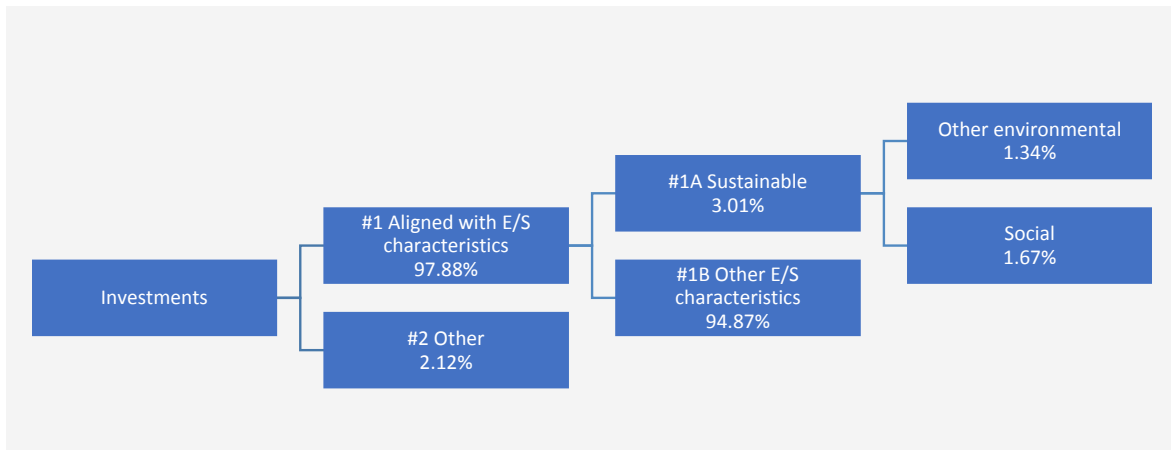 Investments
#1 Aligned with E/S
characteristics
97.88%
#2 Other
2.12%
#1A Sustainable
3.01%
#1B Other E/S
characteristics
94.87%
Other environmental
1.34%
Social
1.67%